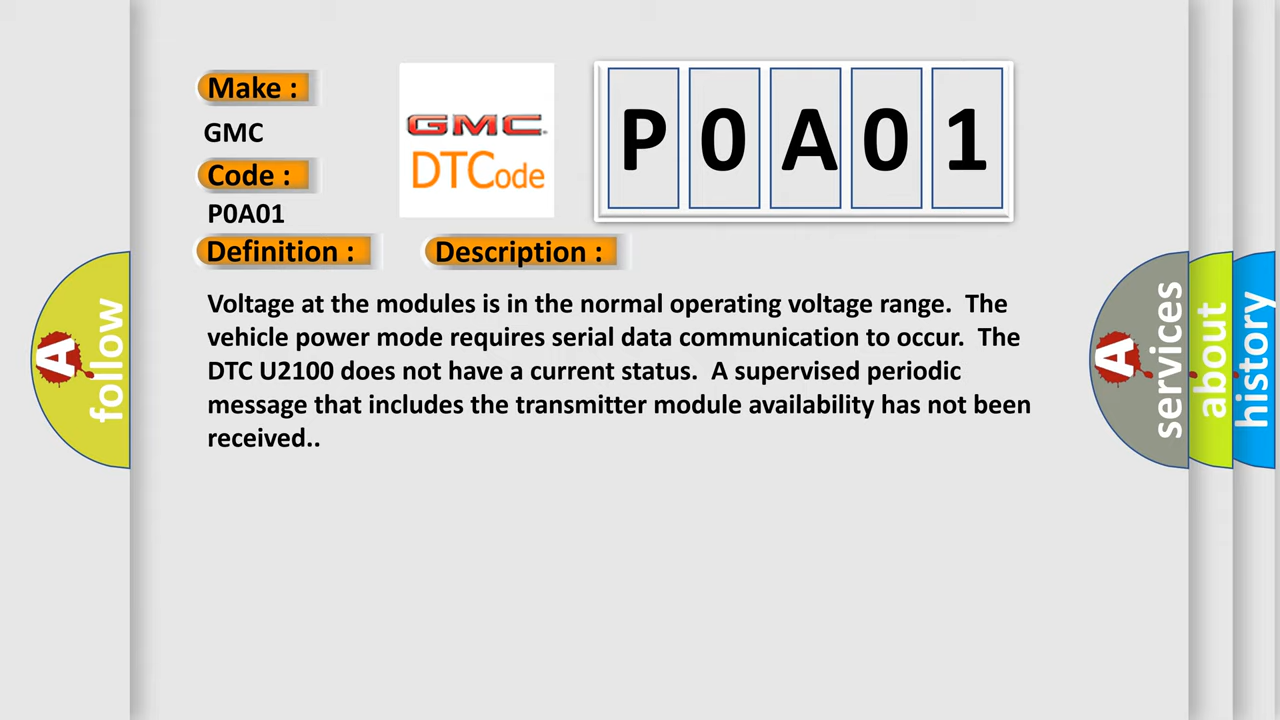 Make :
GMC
Code :
P0A01
Definition :
Description :
GMC
DTCode
P0A01
Voltage at the modules is in the normal operating voltage range. The
vehicle power mode requires serial data communication to occur. The
DTC U2100 does not have a current status. A supervised periodic
message that includes the transmitter module availability has not been
received..
A follow
A services
about
history